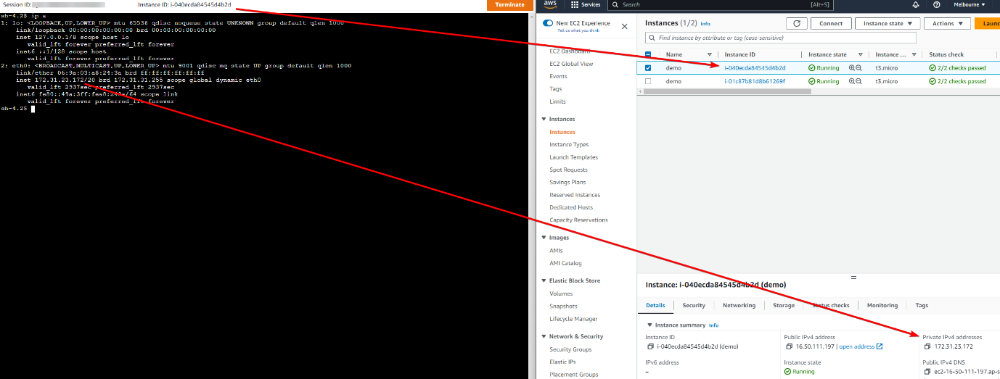 Session ID:
Instance ID: i-040ecda84545d4b2d
Terminate
sh-4.2$ ip a
1: lo: <LOOPBACK,UP,LOWER_UP> mtu 65536 qdisc noqueue state UNKNOWN group default qlen 1000
link/loopback 00:00:00:00:00:00 brd 00:00:00:00:00:00
inet 127.0.0.1/8 scope host lo
valid_lft forever preferred_lft forever
inet6 ::1/128 scope host
valid_lft forever preferred_lft forever
2: eth0: <BROADCAST,MULTICAST,UP,LOWER_UP> mtu 9001 qdisc mq state UP group default qlen 1000
link/ether 06:9a:03:a8:24:3a brd ff:ff:ff:ff:ff:ff
inet 172.31.23.172/20 brd 172.31.31.255 scope global dynamic eth0
valid_lft 2937sec preferred_lft 2937sec
inet6 scope link
valid_lft forever preferred_lft forever
sh-4.2$
aws
Services
Search
[Alt+S]
Melbourne
New EC2 Experience
Tell us what you think
EC2 Dashboard
EC2 Global View
Events
Tags
Limits
Instances
Instances
Instance Types
Launch Templates
Spot Requests
Savings Plans
Reserved Instances
Dedicated Hosts
Capacity Reservations
Images
AMIs
AMI Catalog
Elastic Block Store
Volumes
Snapshots
Lifecycle Manager
Network & Security
Security Groups
Elastic IPs
Placement Groups
Instances (1/2) Info
Connect
Instance state
Actions
Launc
Find instance by attribute or tag (case-sensitive)
Name Instance ID Instance state Instance ... Status check
demo i-040ecda84545d4b2d Running t3.micro 2/2 checks passed
demo i-01c87b81d8b61269f Running t3.micro 2/2 checks passed
Instance: i-040ecda84545d4b2d (demo)
Details Security Networking Storage Status checks Monitoring Tags
Instance summary Info
Instance ID
i-040ecda84545d4b2d (demo)
IPv6 address
–
Public IPv4 address
16.50.111.197 | open address
Instance state
Running
Private IPv4 addresses
172.31.23.172
Public IPv4 DNS
ec2-16-50-111-197.ap-s